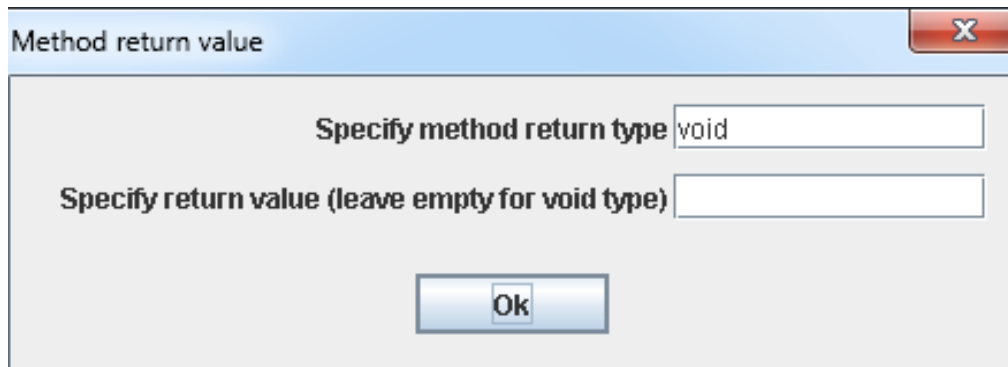 Method return value
Specify method return type void
Specify return value (leave empty for void type)
Ok